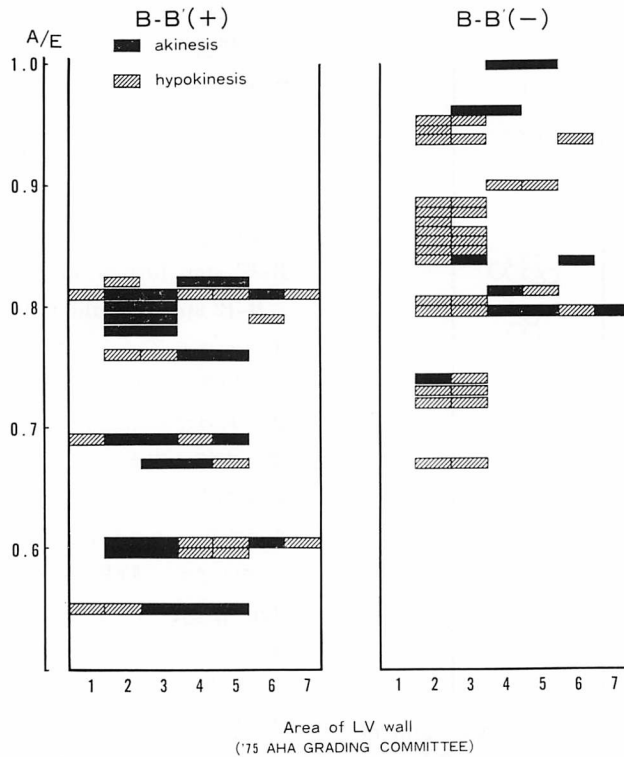 B-B'(+)
B-B'(−)
A/E
akinesis
hypokinesis
1.0
0.9
0.8
0.7
0.6
1 2 3 4 5 6 7
1 2 3 4 5 6 7
Area of LV wall
('75 AHA GRADING COMMITTEE)